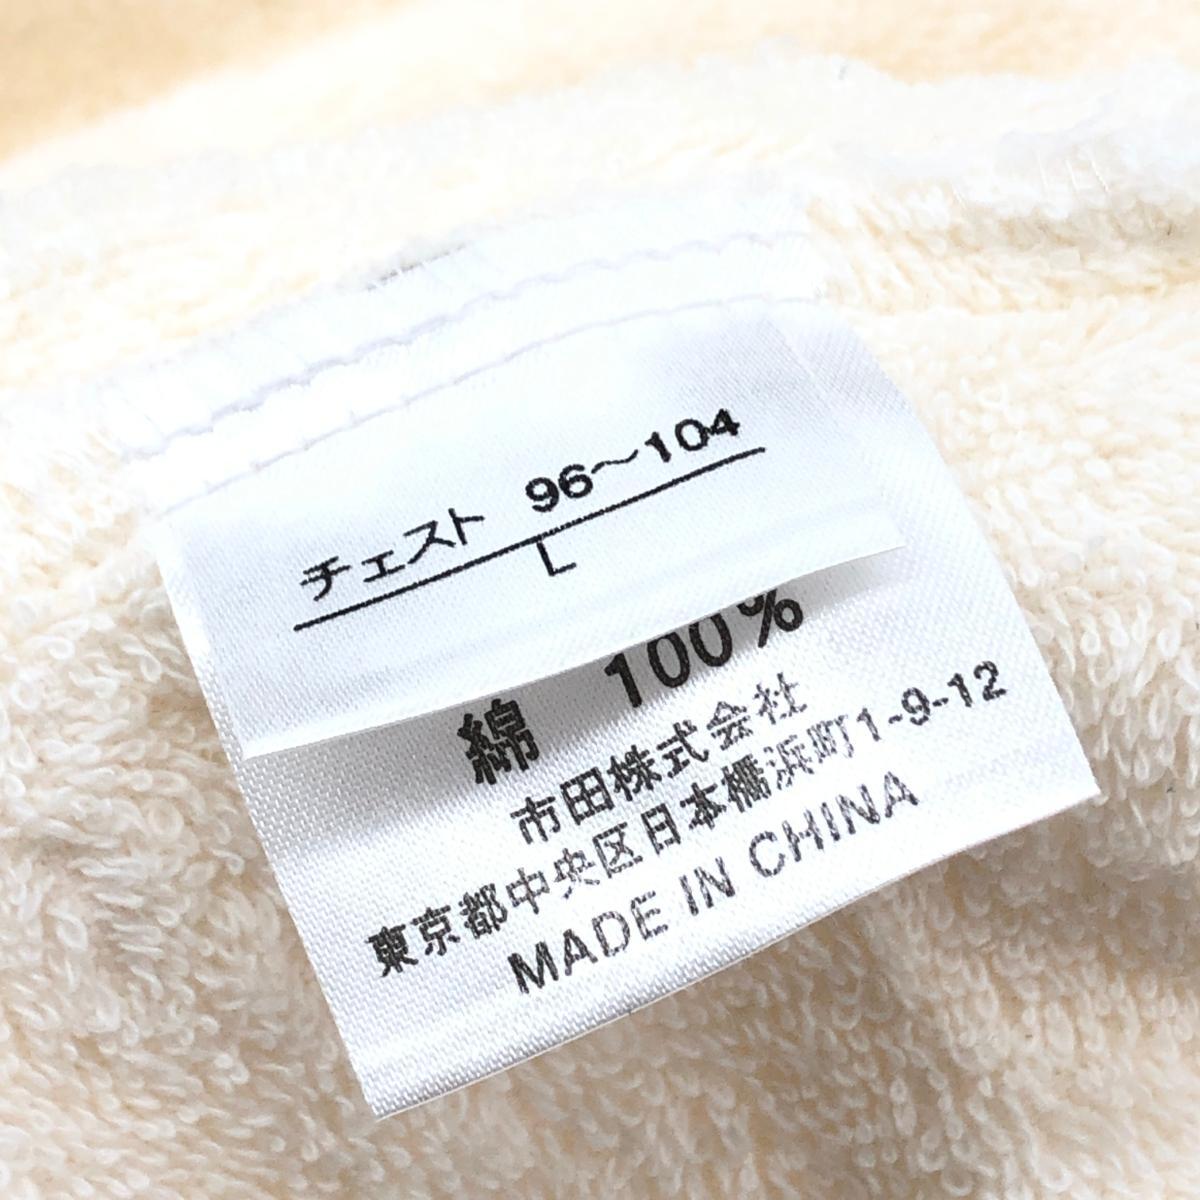 チェスト 96～104
L
綿 100%
市田株式会社
東京都中央区日本橋浜町1-9-12
MADE IN CHINA